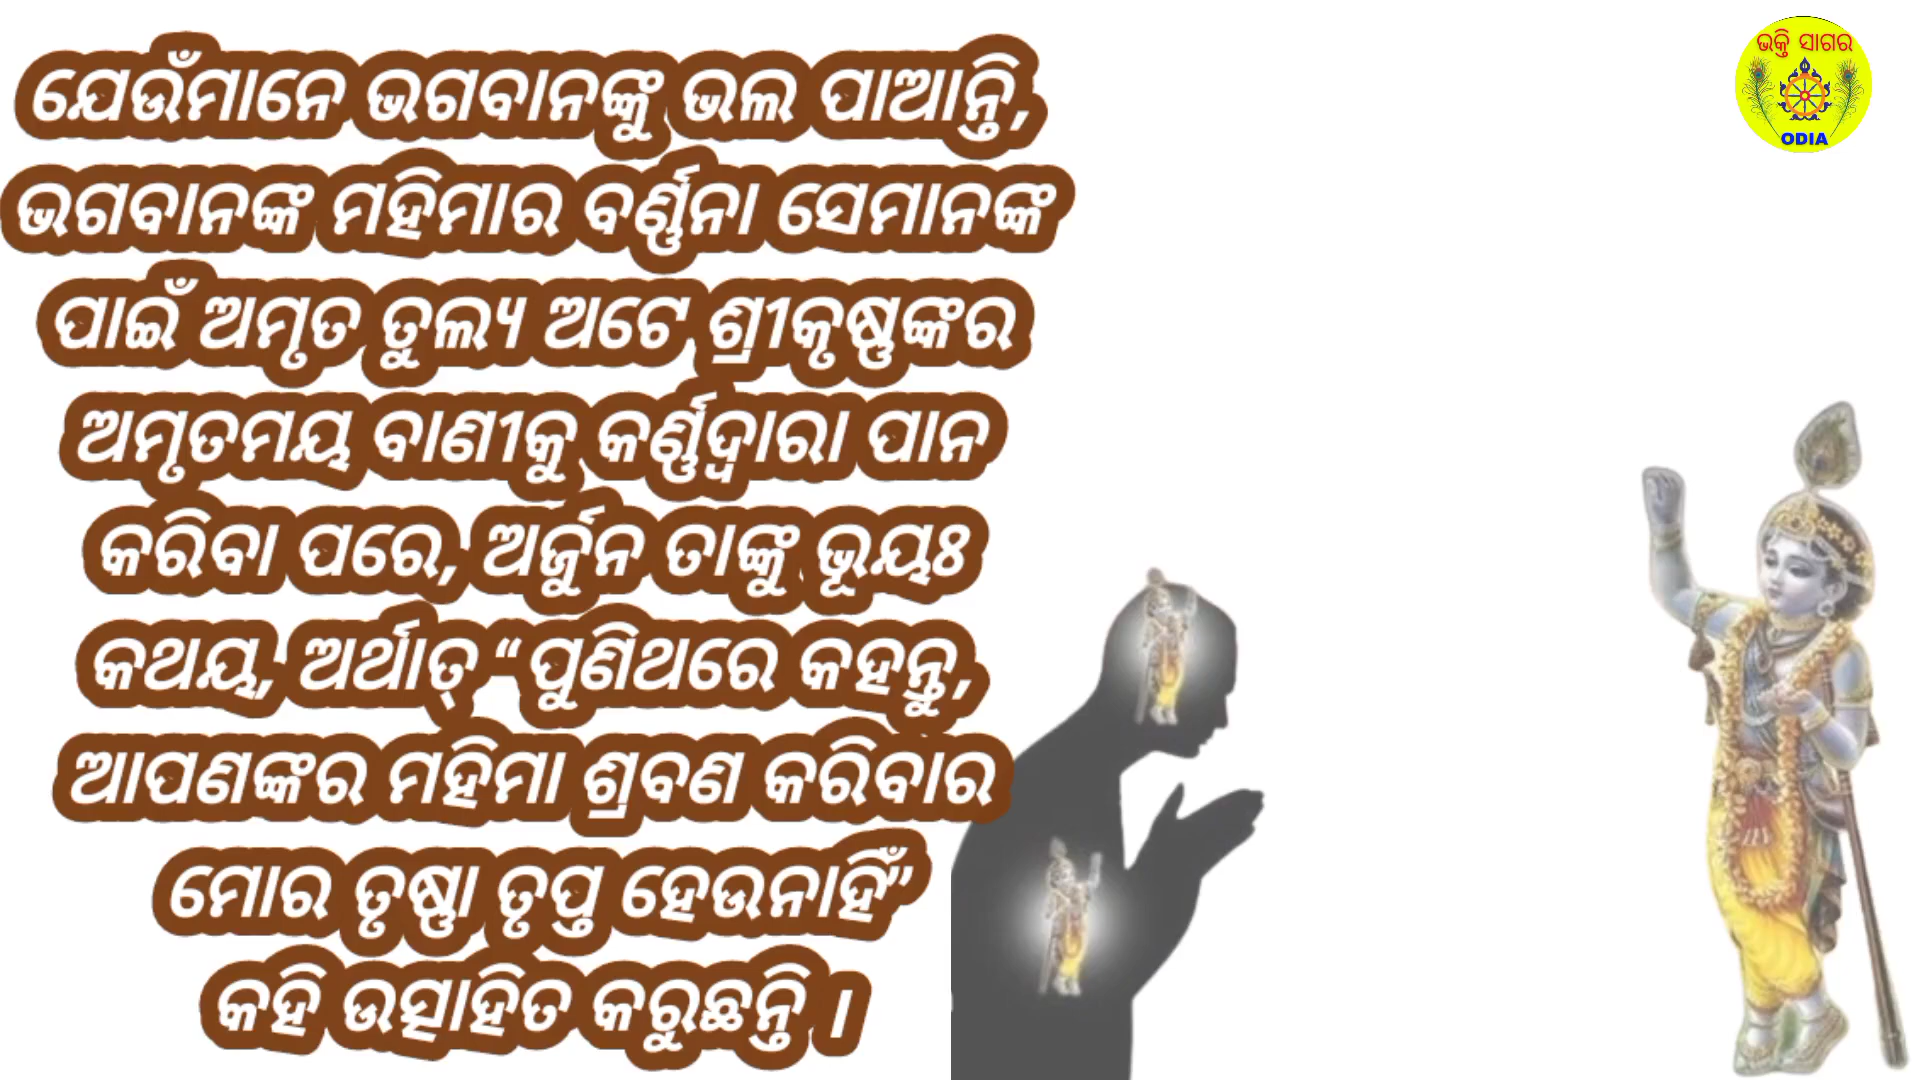 ଯେଉଁମାନେ ଭଗବାନଙ୍କୁ ଭଲ ପାଆନ୍ତି,
ଭଗବାନଙ୍କ ମହିମାର ବର୍ଣ୍ଣନା ସେମାନଙ୍କ
ପାଇଁ ଅମୃତ ତୁଲ୍ୟ ଅଟେ ଶ୍ରୀକୃଷ୍ଣଙ୍କର
ଅମୃତମୟ ବାଣୀକୁ କର୍ଣ୍ଣଦ୍ୱାରା ପାନ
କରିବା ପରେ, ଅର୍ଜୁନ ତାଙ୍କୁ ଭୂୟଃ
କଥୟ, ଅର୍ଥାତ୍ “ପୁଣିଥରେ କହନ୍ତୁ,
ଆପଣଙ୍କର ମହିମା ଶ୍ରବଣ କରିବାର
ମୋର ତୃଷ୍ଣା ତୃପ୍ତ ହେଉନାହିଁ”
କହି ଉତ୍ସାହିତ କରୁଛନ୍ତି ।
ଭକ୍ତି ସାଗର
ODIA